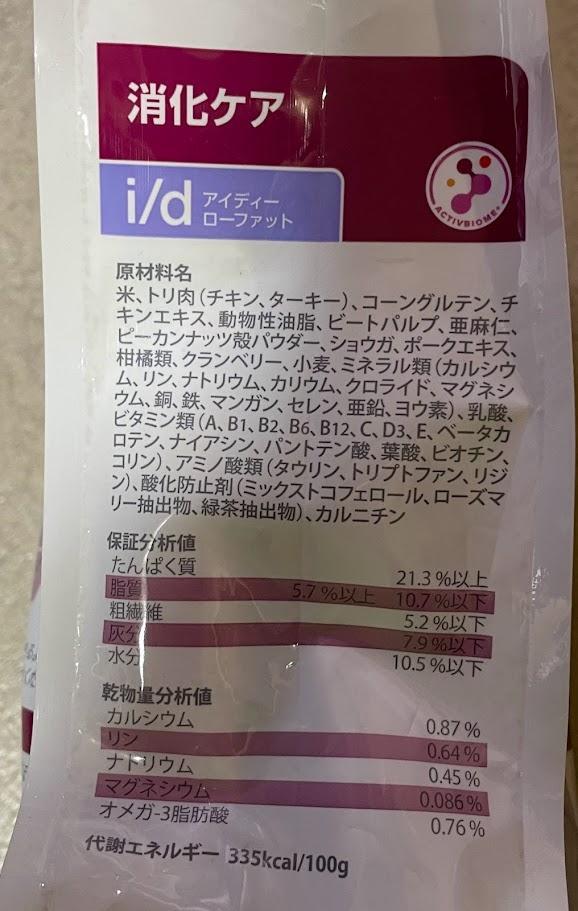 消化ケア
i/d アイディー
ローファット
ACTIVBIOME+
原材料名
米、トリ肉(チキン、ターキー)、コーングルテン、チ
キンエキス、動物性油脂、ビートパルプ、亜麻仁、
ピーカンナッツ殻パウダー、ショウガ、ポークエキス、
柑橘類、クランベリー、小麦、ミネラル類(カルシウ
ム、リン、ナトリウム、カリウム、クロライド、マグネシ
ウム、銅、鉄、マンガン、セレン、亜鉛、ヨウ素)、乳酸、
ビタミン類(A、B1、B2、B6、B12、C、D3、E、ベータカ
ロテン、ナイアシン、パントテン酸、葉酸、ビオチン、
コリン)、アミノ酸類(タウリン、トリプトファン、リジ
ン)、酸化防止剤(ミックストコフェロール、ローズマ
リー抽出物、緑茶抽出物)、カルニチン
保証分析値
たんぱく質 21.3%以上
脂質 5.7%以上 10.7%以下
粗繊維 5.2%以下
灰分 7.9%以下
水分 10.5%以下
乾物量分析値
カルシウム 0.87%
リン 0.64%
ナトリウム 0.45%
マグネシウム 0.086%
オメガ-3脂肪酸 0.76%
代謝エネルギー 335kcal/100g